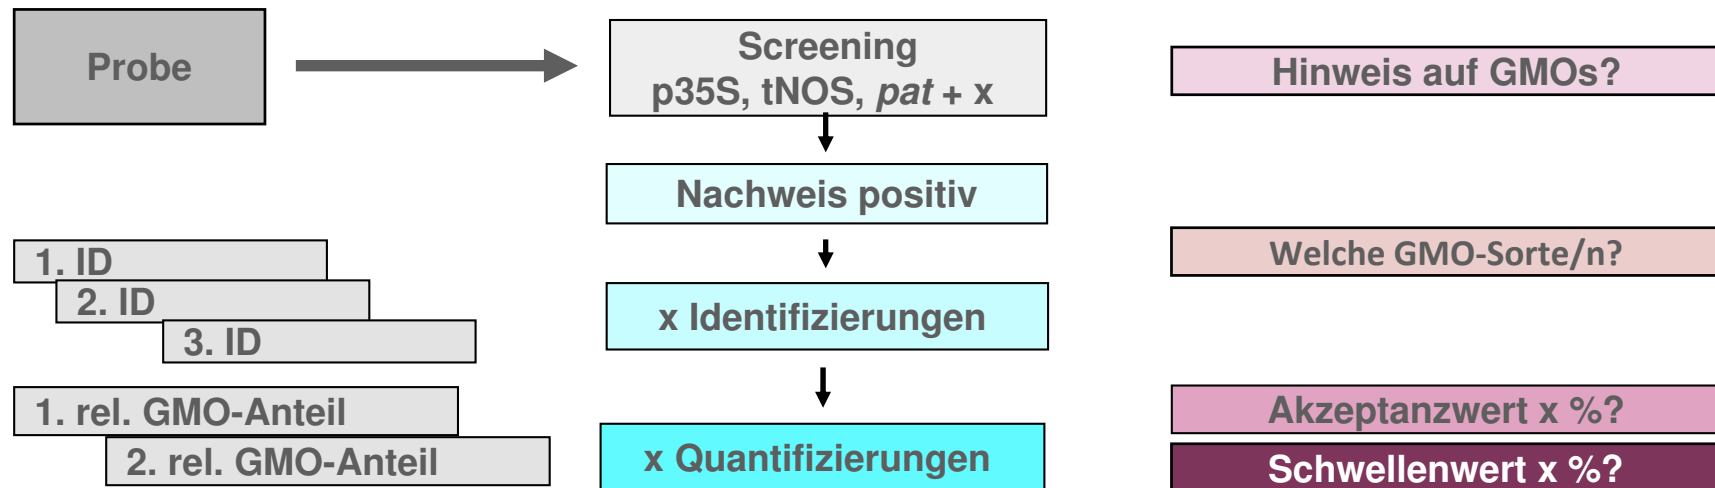 Probe
Screening
p35S, tNOS, pat + x
Hinweis auf GMOs?
Nachweis positiv
1. ID
2. ID
3. ID
x Identifizierungen
Welche GMO-Sorte/n?
1. rel. GMO-Anteil
2. rel. GMO-Anteil
x Quantifizierungen
Akzeptanzwert x %?
Schwellenwert x %?